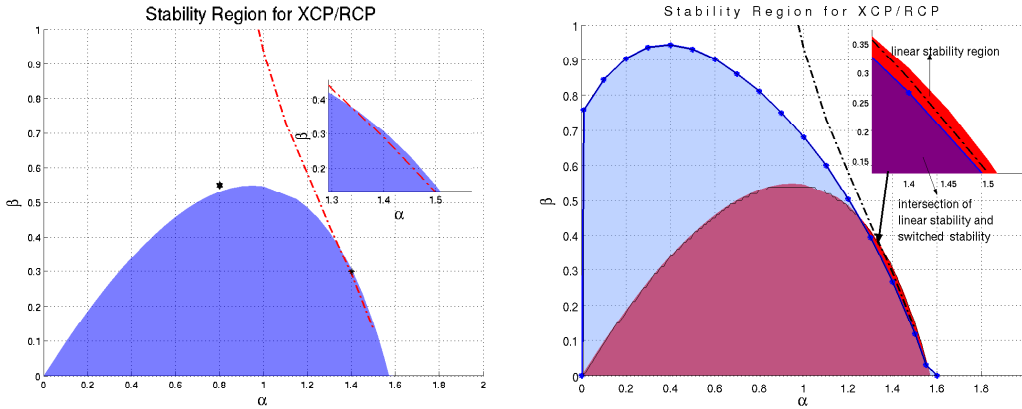 Stability Region for XCP/RCP
1
0.9
0.8
0.7
0.6
0.5
0.4
0.3
0.2
0.1
0
β
0 0.2 0.4 0.6 0.8 1 1.2 1.4 1.6 1.8 2
α
0.4
0.3
0.2
β
1.3 1.4 1.5
α
Stability Region for XCP/RCP
1
0.9
0.8
0.7
0.6
0.5
0.4
0.3
0.2
0.1
0
β
0 0.2 0.4 0.6 0.8 1 1.2 1.4 1.6 1.8
α
0.35
0.3
0.25
0.2
0.15
1.4 1.45 1.5
linear stability region
intersection of
linear stability and
switched stability